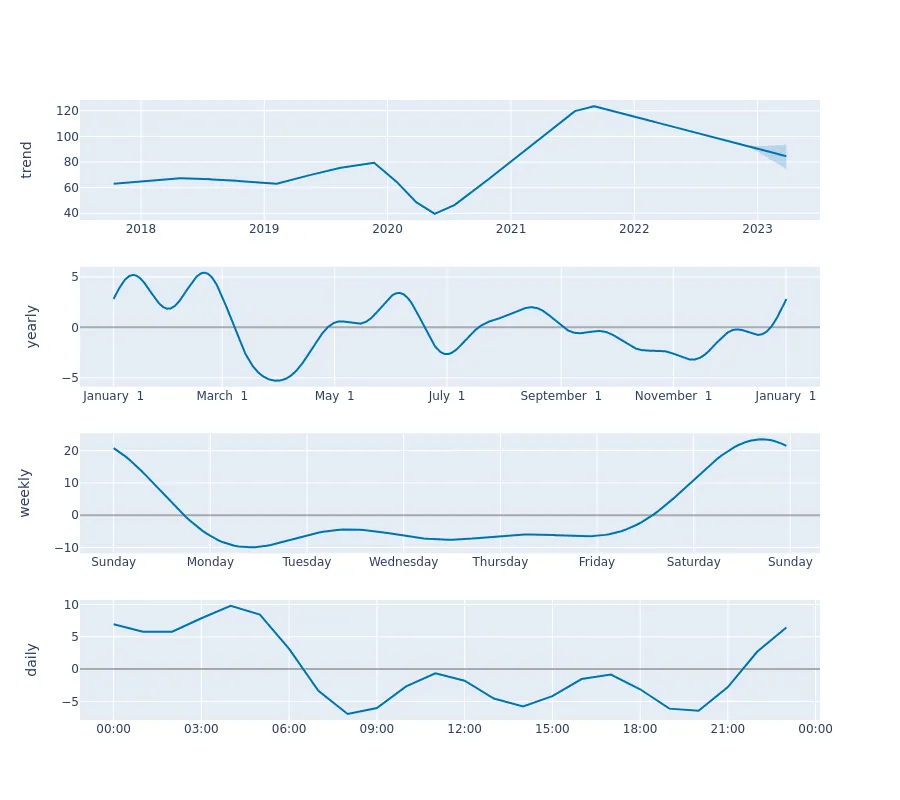 trend
120
100
80
60
40
2018 2019 2020 2021 2022 2023
yearly
5
0
−5
January 1 March 1 May 1 July 1 September 1 November 1 January 1
weekly
20
10
0
−10
Sunday Monday Tuesday Wednesday Thursday Friday Saturday Sunday
daily
10
5
0
−5
00:00 03:00 06:00 09:00 12:00 15:00 18:00 21:00 00:00